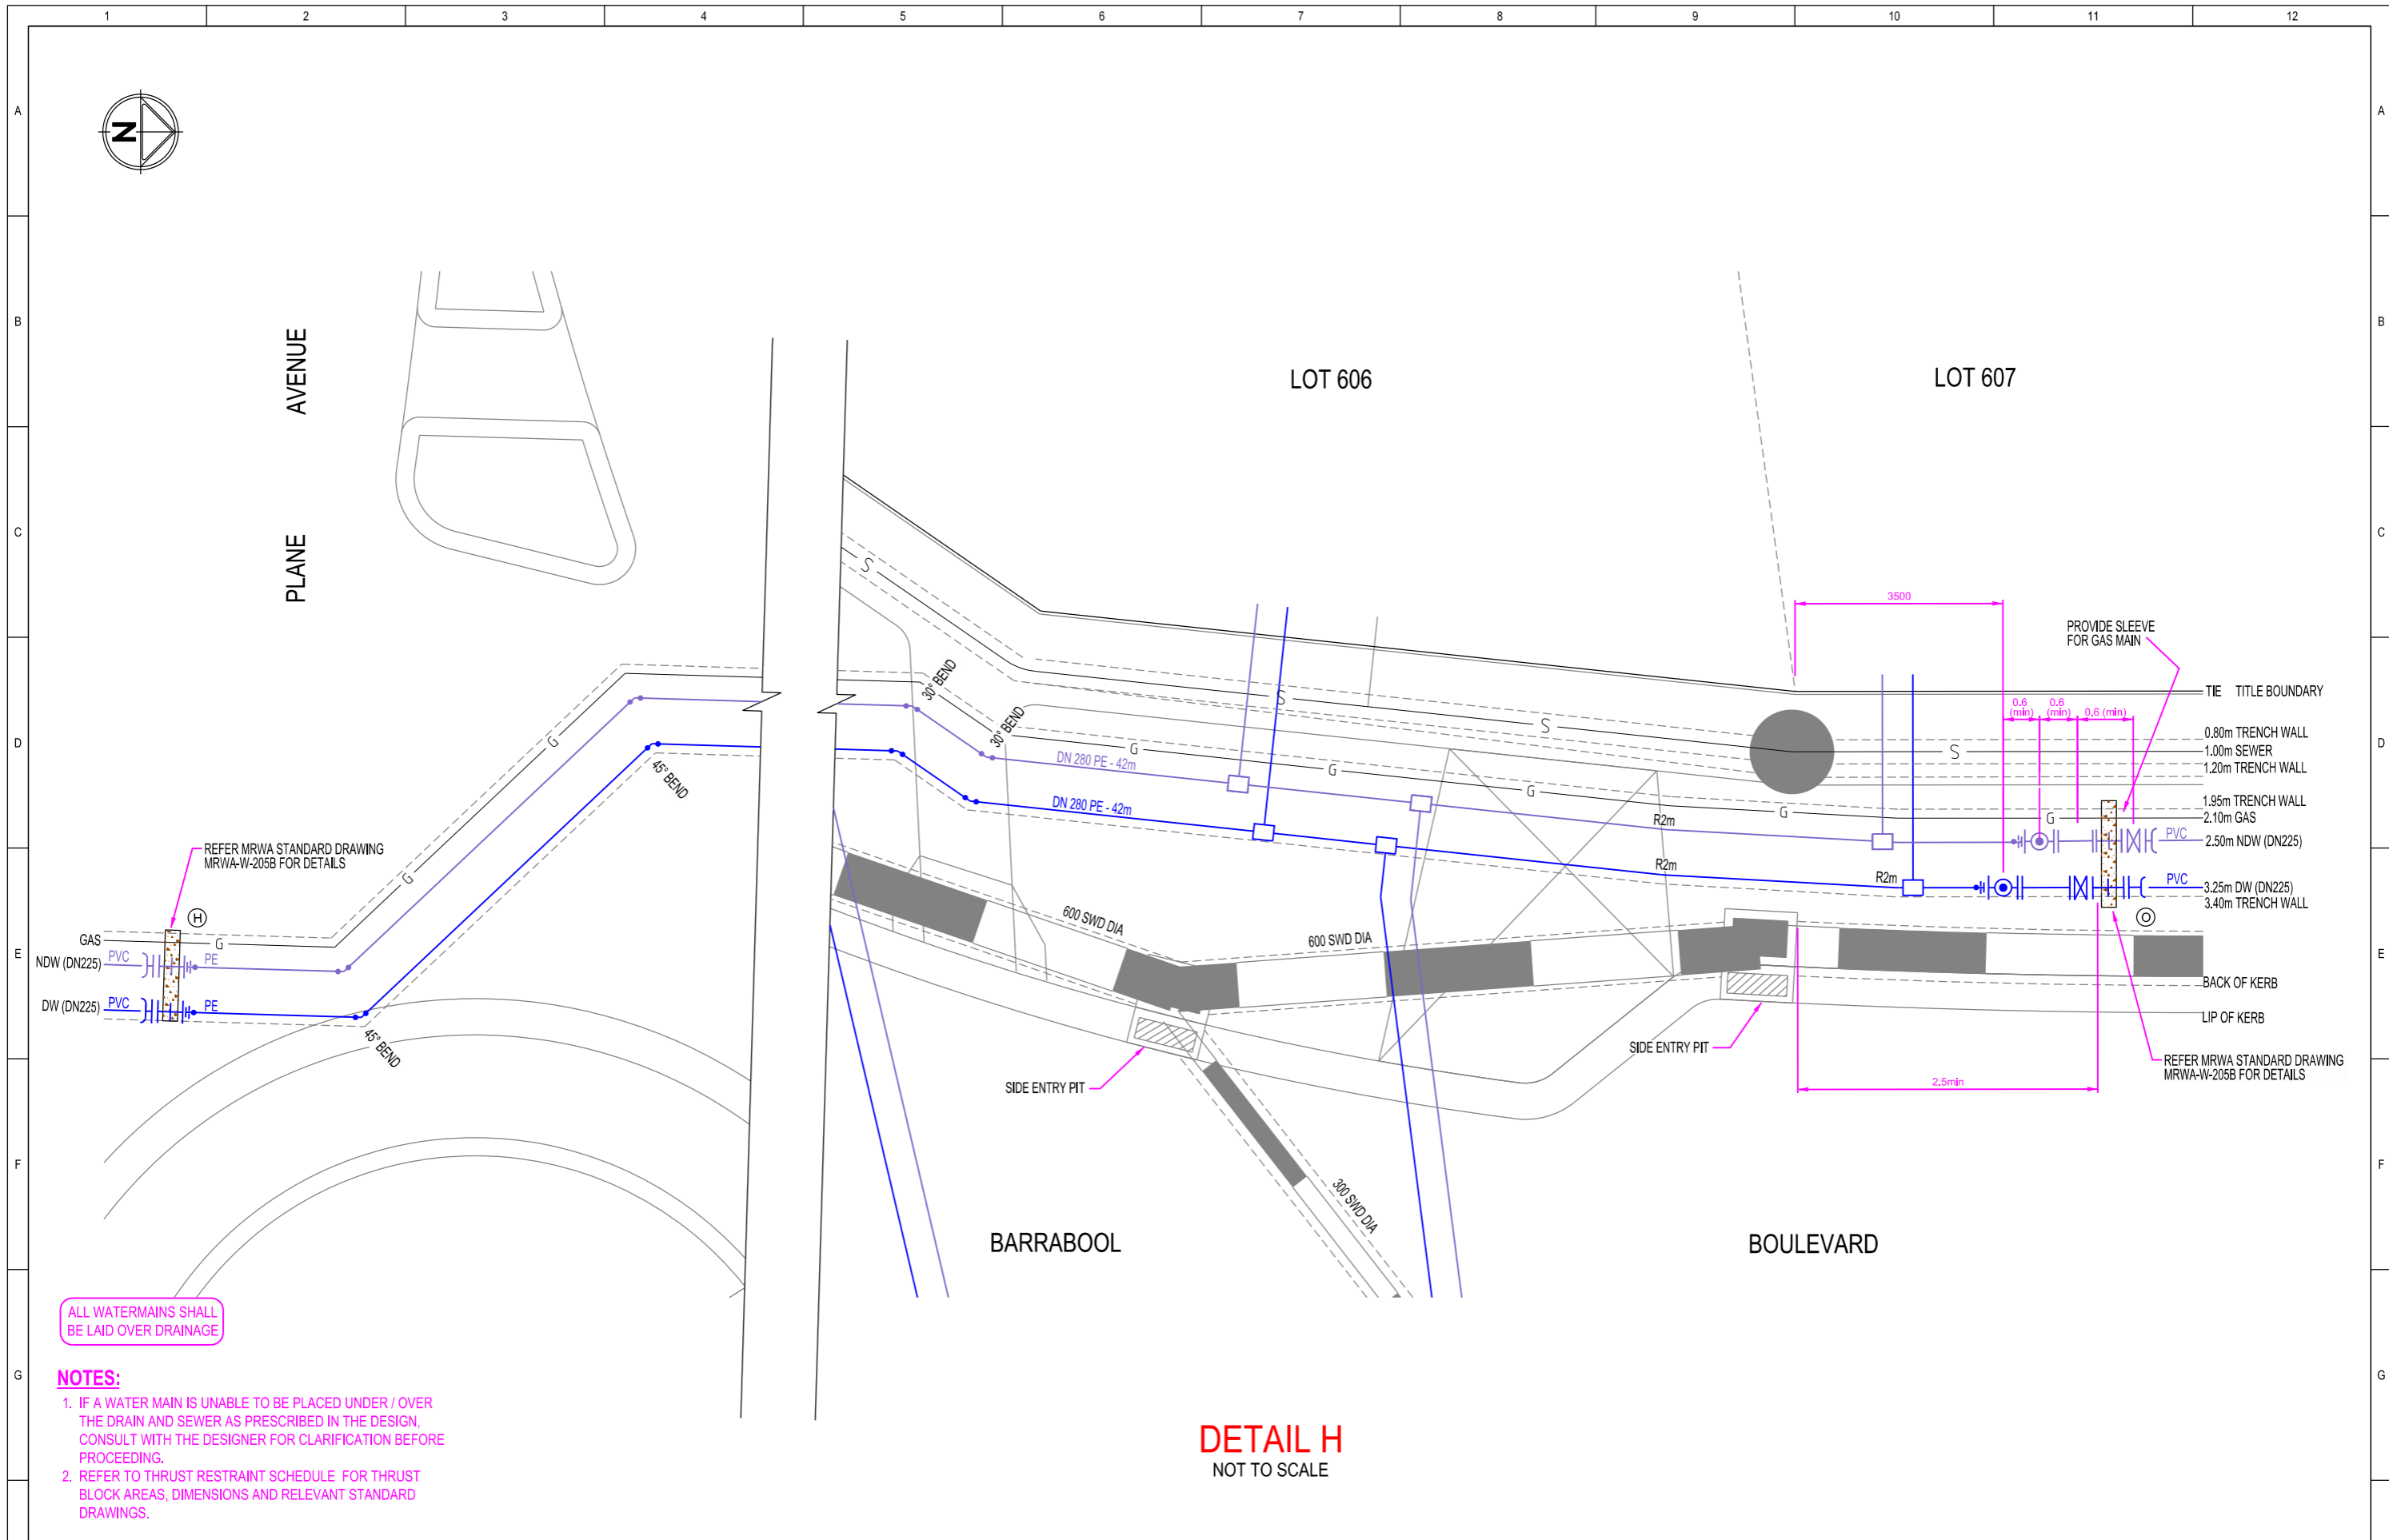 1 2 3 4 5 6 7 8 9 10 11 12
A A
N
B B
PLANE AVENUE
LOT 606
LOT 607
C C
S
3500
PROVIDE SLEEVE
FOR GAS MAIN
30° BEND
30° BEND
S
S
S
TIE TITLE BOUNDARY
0.6
(min)
0.6
(min)
0.6 (min)
D D
0.80m TRENCH WALL
1.00m SEWER
1.20m TRENCH WALL
G
G
G
G
G
G
DN 280 PE - 42m
DN 280 PE - 42m
45° BEND
1.95m TRENCH WALL
2.10m GAS
R2m
PVC
2.50m NDW (DN225)
REFER MRWA STANDARD DRAWING
MRWA-W-205B FOR DETAILS
R2m
R2m
PVC
3.25m DW (DN225)
3.40m TRENCH WALL
G
H
O
600 SWD DIA
600 SWD DIA
GAS
G
E E
NDW (DN225)
PVC
PE
DW (DN225)
PVC
PE
45° BEND
BACK OF KERB
LIP OF KERB
SIDE ENTRY PIT
SIDE ENTRY PIT
REFER MRWA STANDARD DRAWING
MRWA-W-205B FOR DETAILS
2.5min
F F
300 SWD DIA
BARRABOOL
BOULEVARD
ALL WATERMAINS SHALL
BE LAID OVER DRAINAGE
G G
NOTES:
1. IF A WATER MAIN IS UNABLE TO BE PLACED UNDER / OVER
THE DRAIN AND SEWER AS PRESCRIBED IN THE DESIGN,
CONSULT WITH THE DESIGNER FOR CLARIFICATION BEFORE
PROCEEDING.
2. REFER TO THRUST RESTRAINT SCHEDULE FOR THRUST
BLOCK AREAS, DIMENSIONS AND RELEVANT STANDARD
DRAWINGS.
DETAIL H
NOT TO SCALE